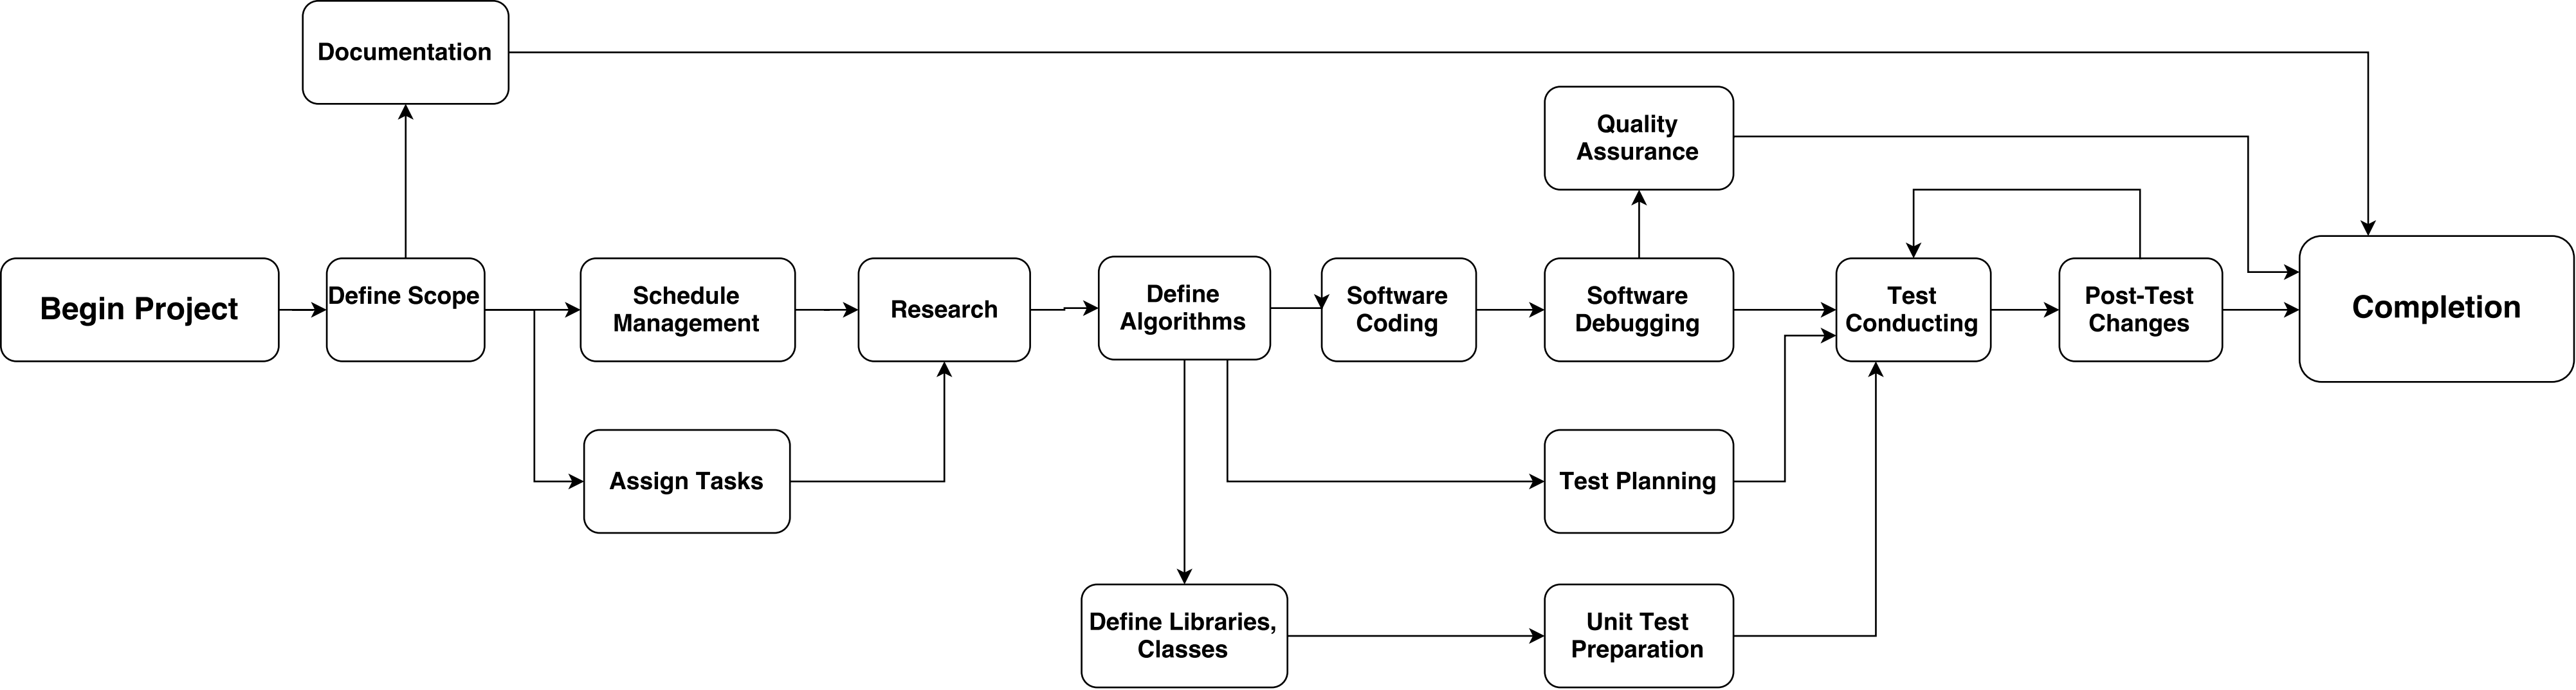 Documentation
Quality
Assurance
Begin Project
Define Scope
Schedule
Management
Research
Define
Algorithms
Software
Coding
Software
Debugging
Test
Conducting
Post-Test
Changes
Completion
Assign Tasks
Test Planning
Define Libraries,
Classes
Unit Test
Preparation